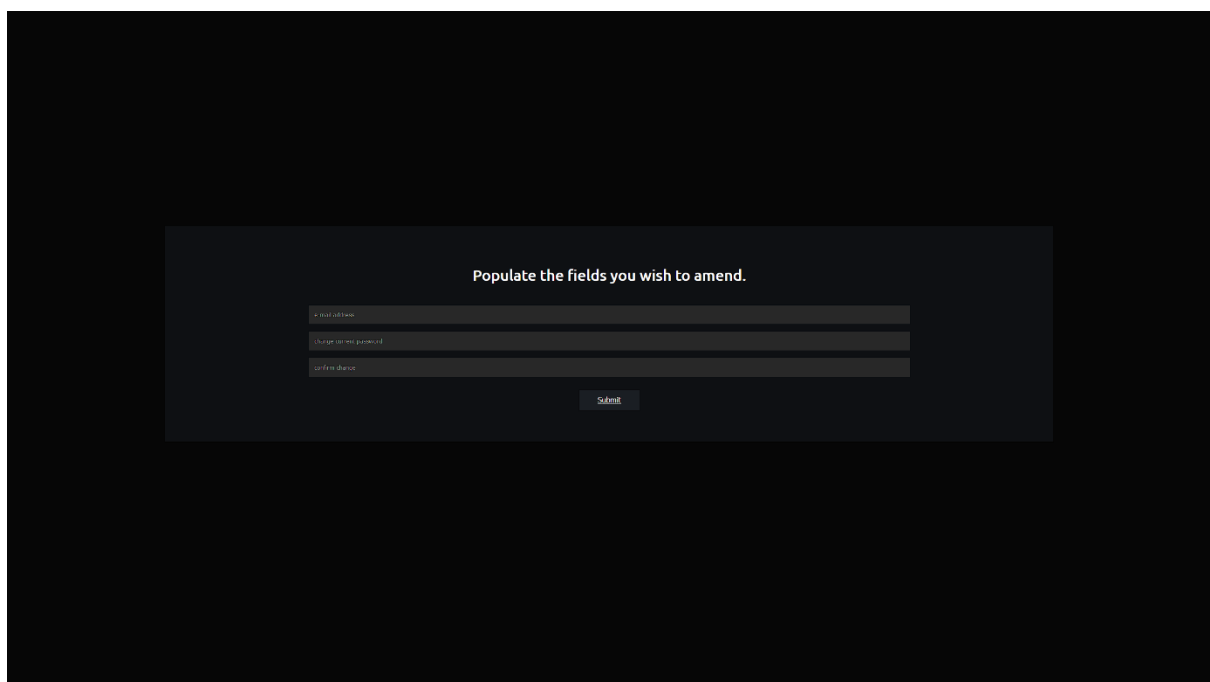 Populate the fields you wish to amend.
e-mail address
change current password
confirm change
Submit